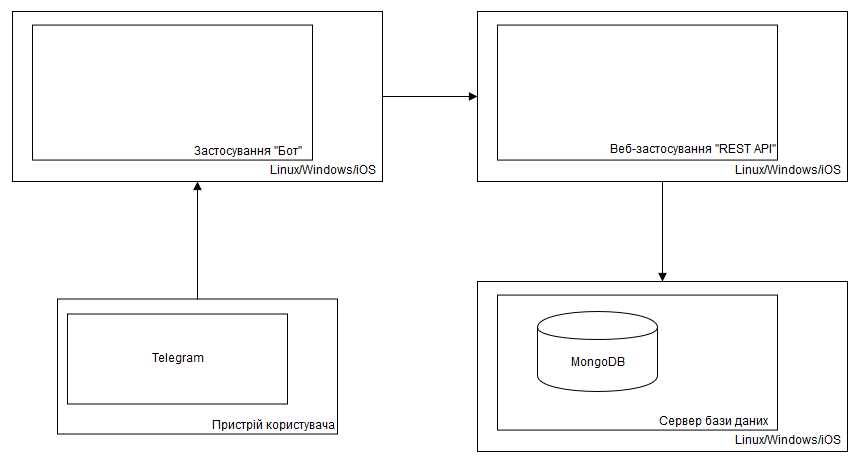 Застосування "Бот"
Linux/Windows/iOS
Веб-застосування "REST API"
Linux/Windows/iOS
Telegram
Пристрій користувача
MongoDB
Сервер бази даних
Linux/Windows/iOS